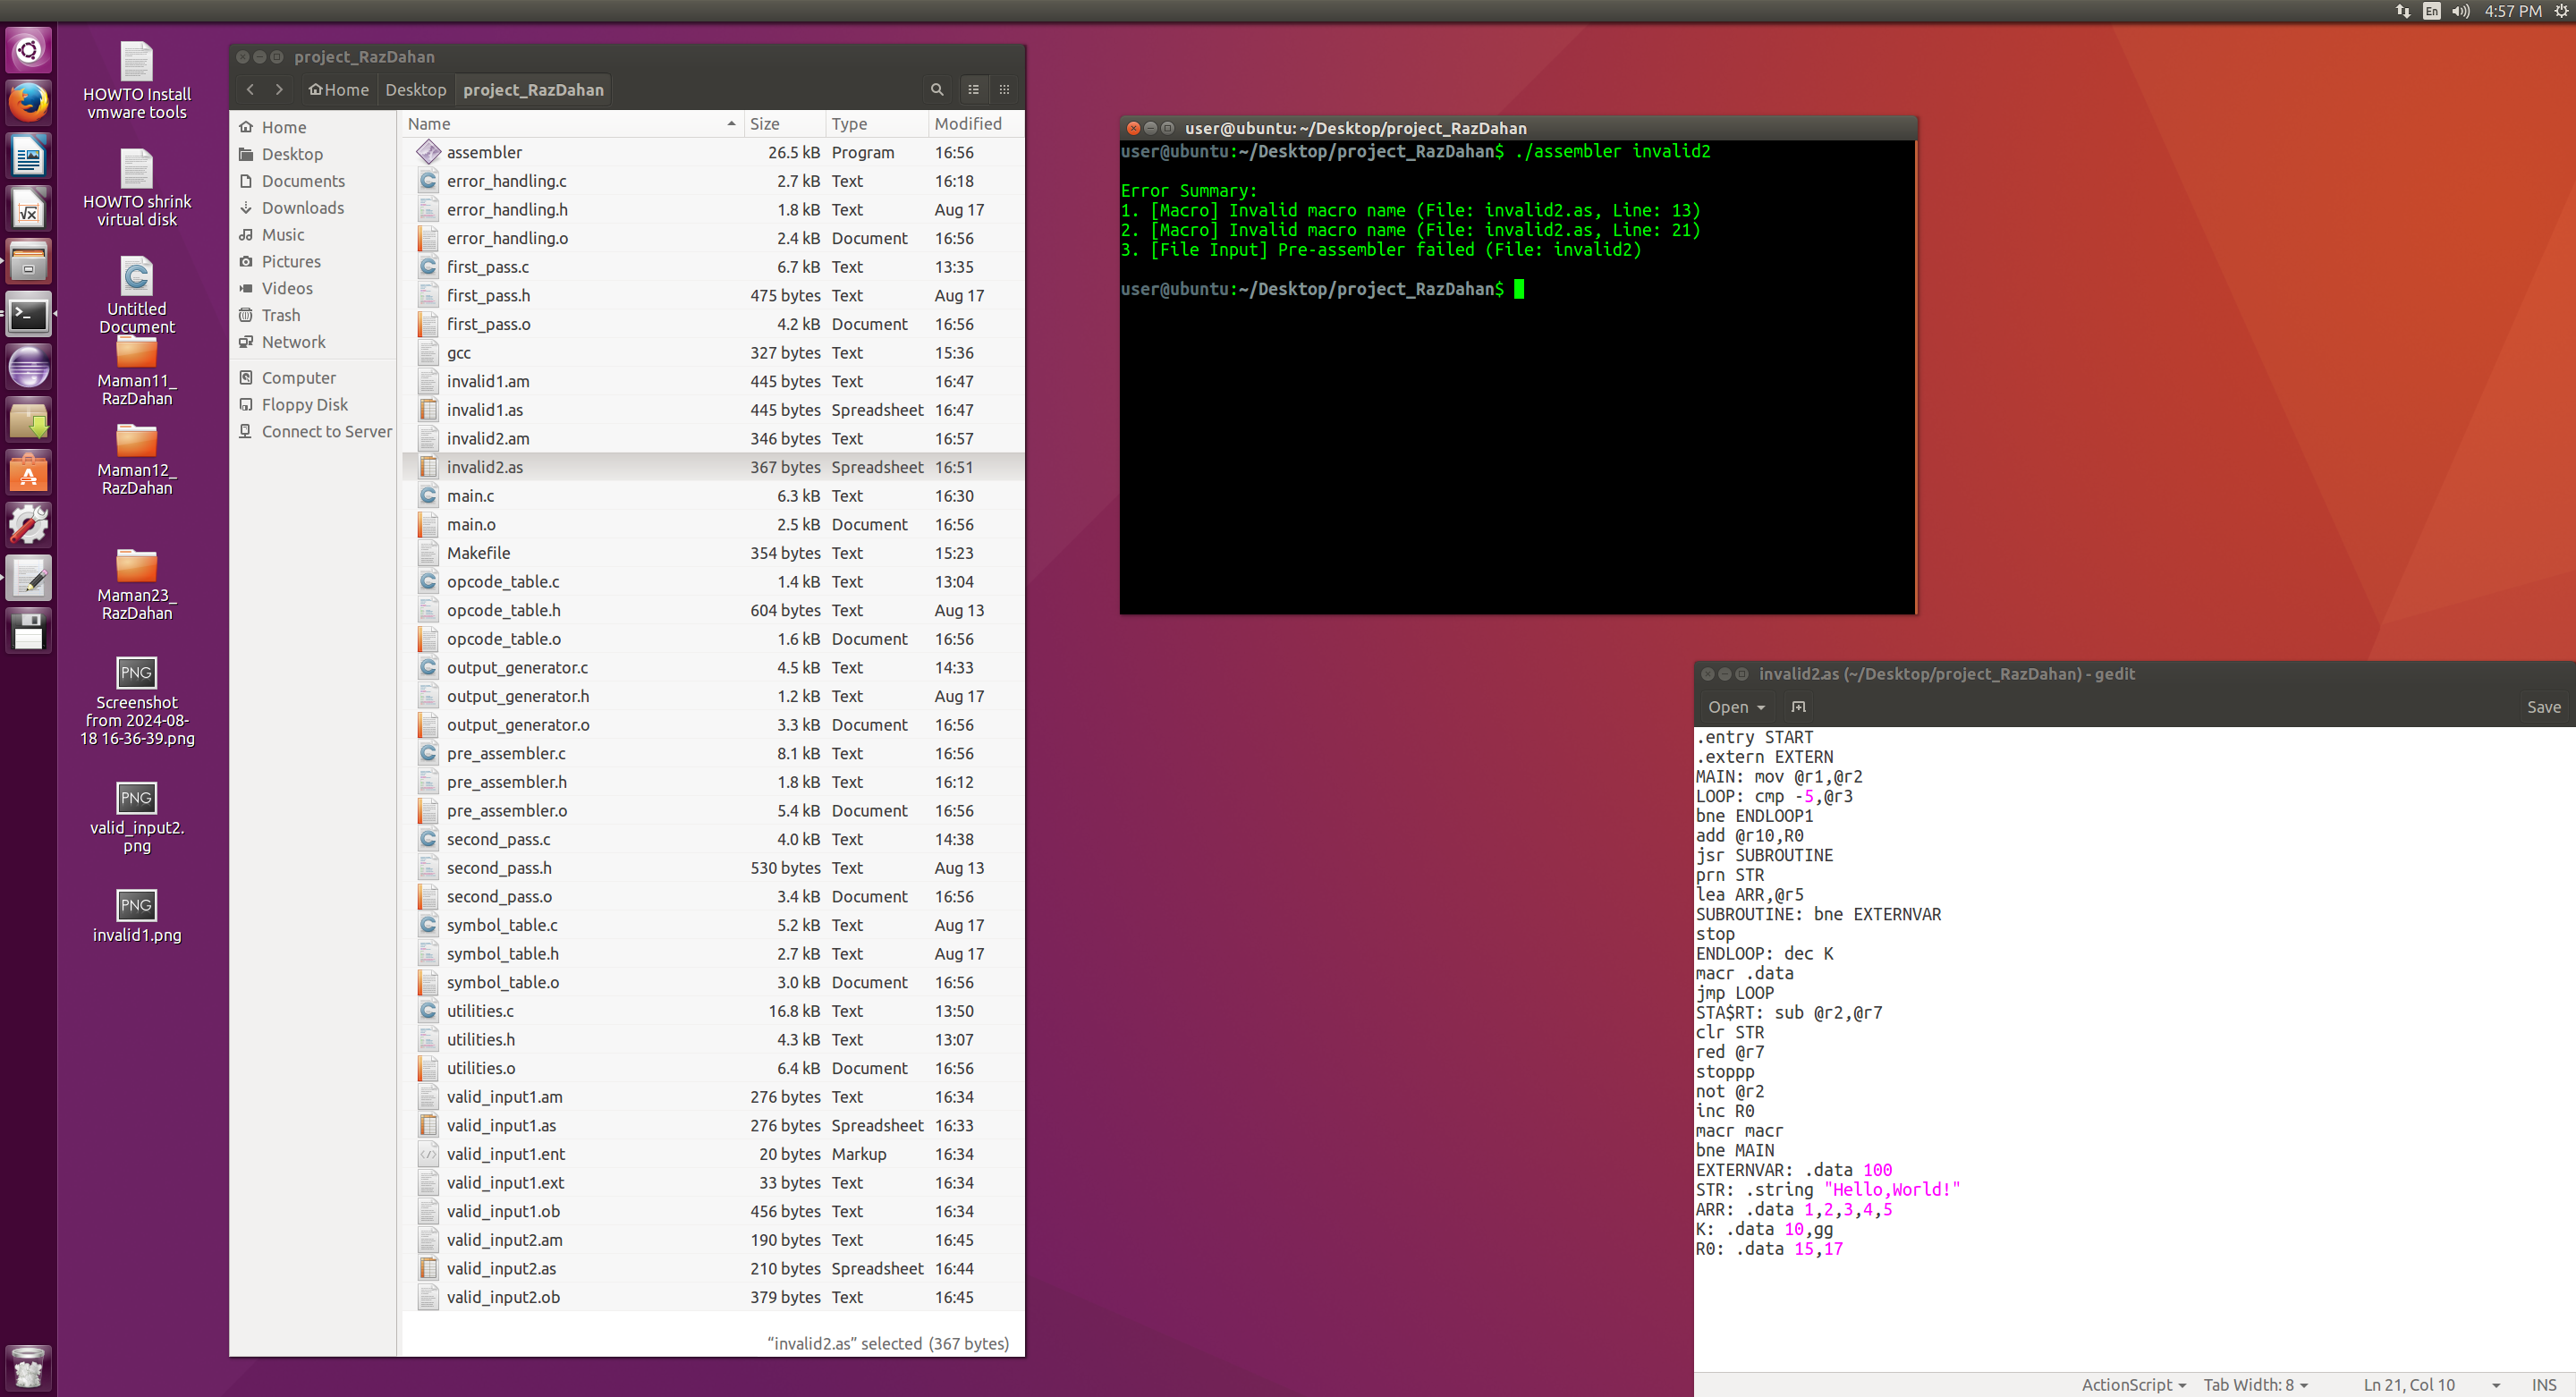 En 4:57 PM
HOWTO Install
vmware tools
HOWTO shrink
virtual disk
Untitled
Document
Maman11_
RazDahan
Maman12_
RazDahan
Maman23_
RazDahan
PNG
Screenshot
from 2024-08-
18 16-36-39.png
PNG
valid_input2.
png
PNG
invalid1.png
project_RazDahan
Home Desktop project_RazDahan
Home
Desktop
Documents
Downloads
Music
Pictures
Videos
Trash
Network
Computer
Floppy Disk
Connect to Server
Name Size Type Modified
assembler 26.5 kB Program 16:56
error_handling.c 2.7 kB Text 16:18
error_handling.h 1.8 kB Text Aug 17
error_handling.o 2.4 kB Document 16:56
first_pass.c 6.7 kB Text 13:35
first_pass.h 475 bytes Text Aug 17
first_pass.o 4.2 kB Document 16:56
gcc 327 bytes Text 15:36
invalid1.am 445 bytes Text 16:47
invalid1.as 445 bytes Spreadsheet 16:47
invalid2.am 346 bytes Text 16:57
invalid2.as 367 bytes Spreadsheet 16:51
main.c 6.3 kB Text 16:30
main.o 2.5 kB Document 16:56
Makefile 354 bytes Text 15:23
opcode_table.c 1.4 kB Text 13:04
opcode_table.h 604 bytes Text Aug 13
opcode_table.o 1.6 kB Document 16:56
output_generator.c 4.5 kB Text 14:33
output_generator.h 1.2 kB Text Aug 17
output_generator.o 3.3 kB Document 16:56
pre_assembler.c 8.1 kB Text 16:56
pre_assembler.h 1.8 kB Text 16:12
pre_assembler.o 5.4 kB Document 16:56
second_pass.c 4.0 kB Text 14:38
second_pass.h 530 bytes Text Aug 13
second_pass.o 3.4 kB Document 16:56
symbol_table.c 5.2 kB Text Aug 17
symbol_table.h 2.7 kB Text Aug 17
symbol_table.o 3.0 kB Document 16:56
utilities.c 16.8 kB Text 13:50
utilities.h 4.3 kB Text 13:07
utilities.o 6.4 kB Document 16:56
valid_input1.am 276 bytes Text 16:34
valid_input1.as 276 bytes Spreadsheet 16:33
valid_input1.ent 20 bytes Markup 16:34
valid_input1.ext 33 bytes Text 16:34
valid_input1.ob 456 bytes Text 16:34
valid_input2.am 190 bytes Text 16:45
valid_input2.as 210 bytes Spreadsheet 16:44
valid_input2.ob 379 bytes Text 16:45
"invalid2.as" selected (367 bytes)
user@ubuntu: ~/Desktop/project_RazDahan
user@ubuntu:~/Desktop/project_RazDahan$ ./assembler invalid2
Error Summary:
1. [Macro] Invalid macro name (File: invalid2.as, Line: 13)
2. [Macro] Invalid macro name (File: invalid2.as, Line: 21)
3. [File Input] Pre-assembler failed (File: invalid2)
user@ubuntu:~/Desktop/project_RazDahan$
invalid2.as (~/Desktop/project_RazDahan) - gedit
Open Save
.entry START
.extern EXTERN
MAIN: mov @r1,@r2
LOOP: cmp -5,@r3
bne ENDLOOP1
add @r10,R0
jsr SUBROUTINE
prn STR
lea ARR,@r5
SUBROUTINE: bne EXTERNVAR
stop
ENDLOOP: dec K
macr .data
jmp LOOP
STA$RT: sub @r2,@r7
clr STR
red @r7
stoppp
not @r2
inc R0
macr macr
bne MAIN
EXTERNVAR: .data 100
STR: .string "Hello,World!"
ARR: .data 1,2,3,4,5
K: .data 10,gg
R0: .data 15,17
ActionScript Tab Width: 8 Ln 21, Col 10 INS